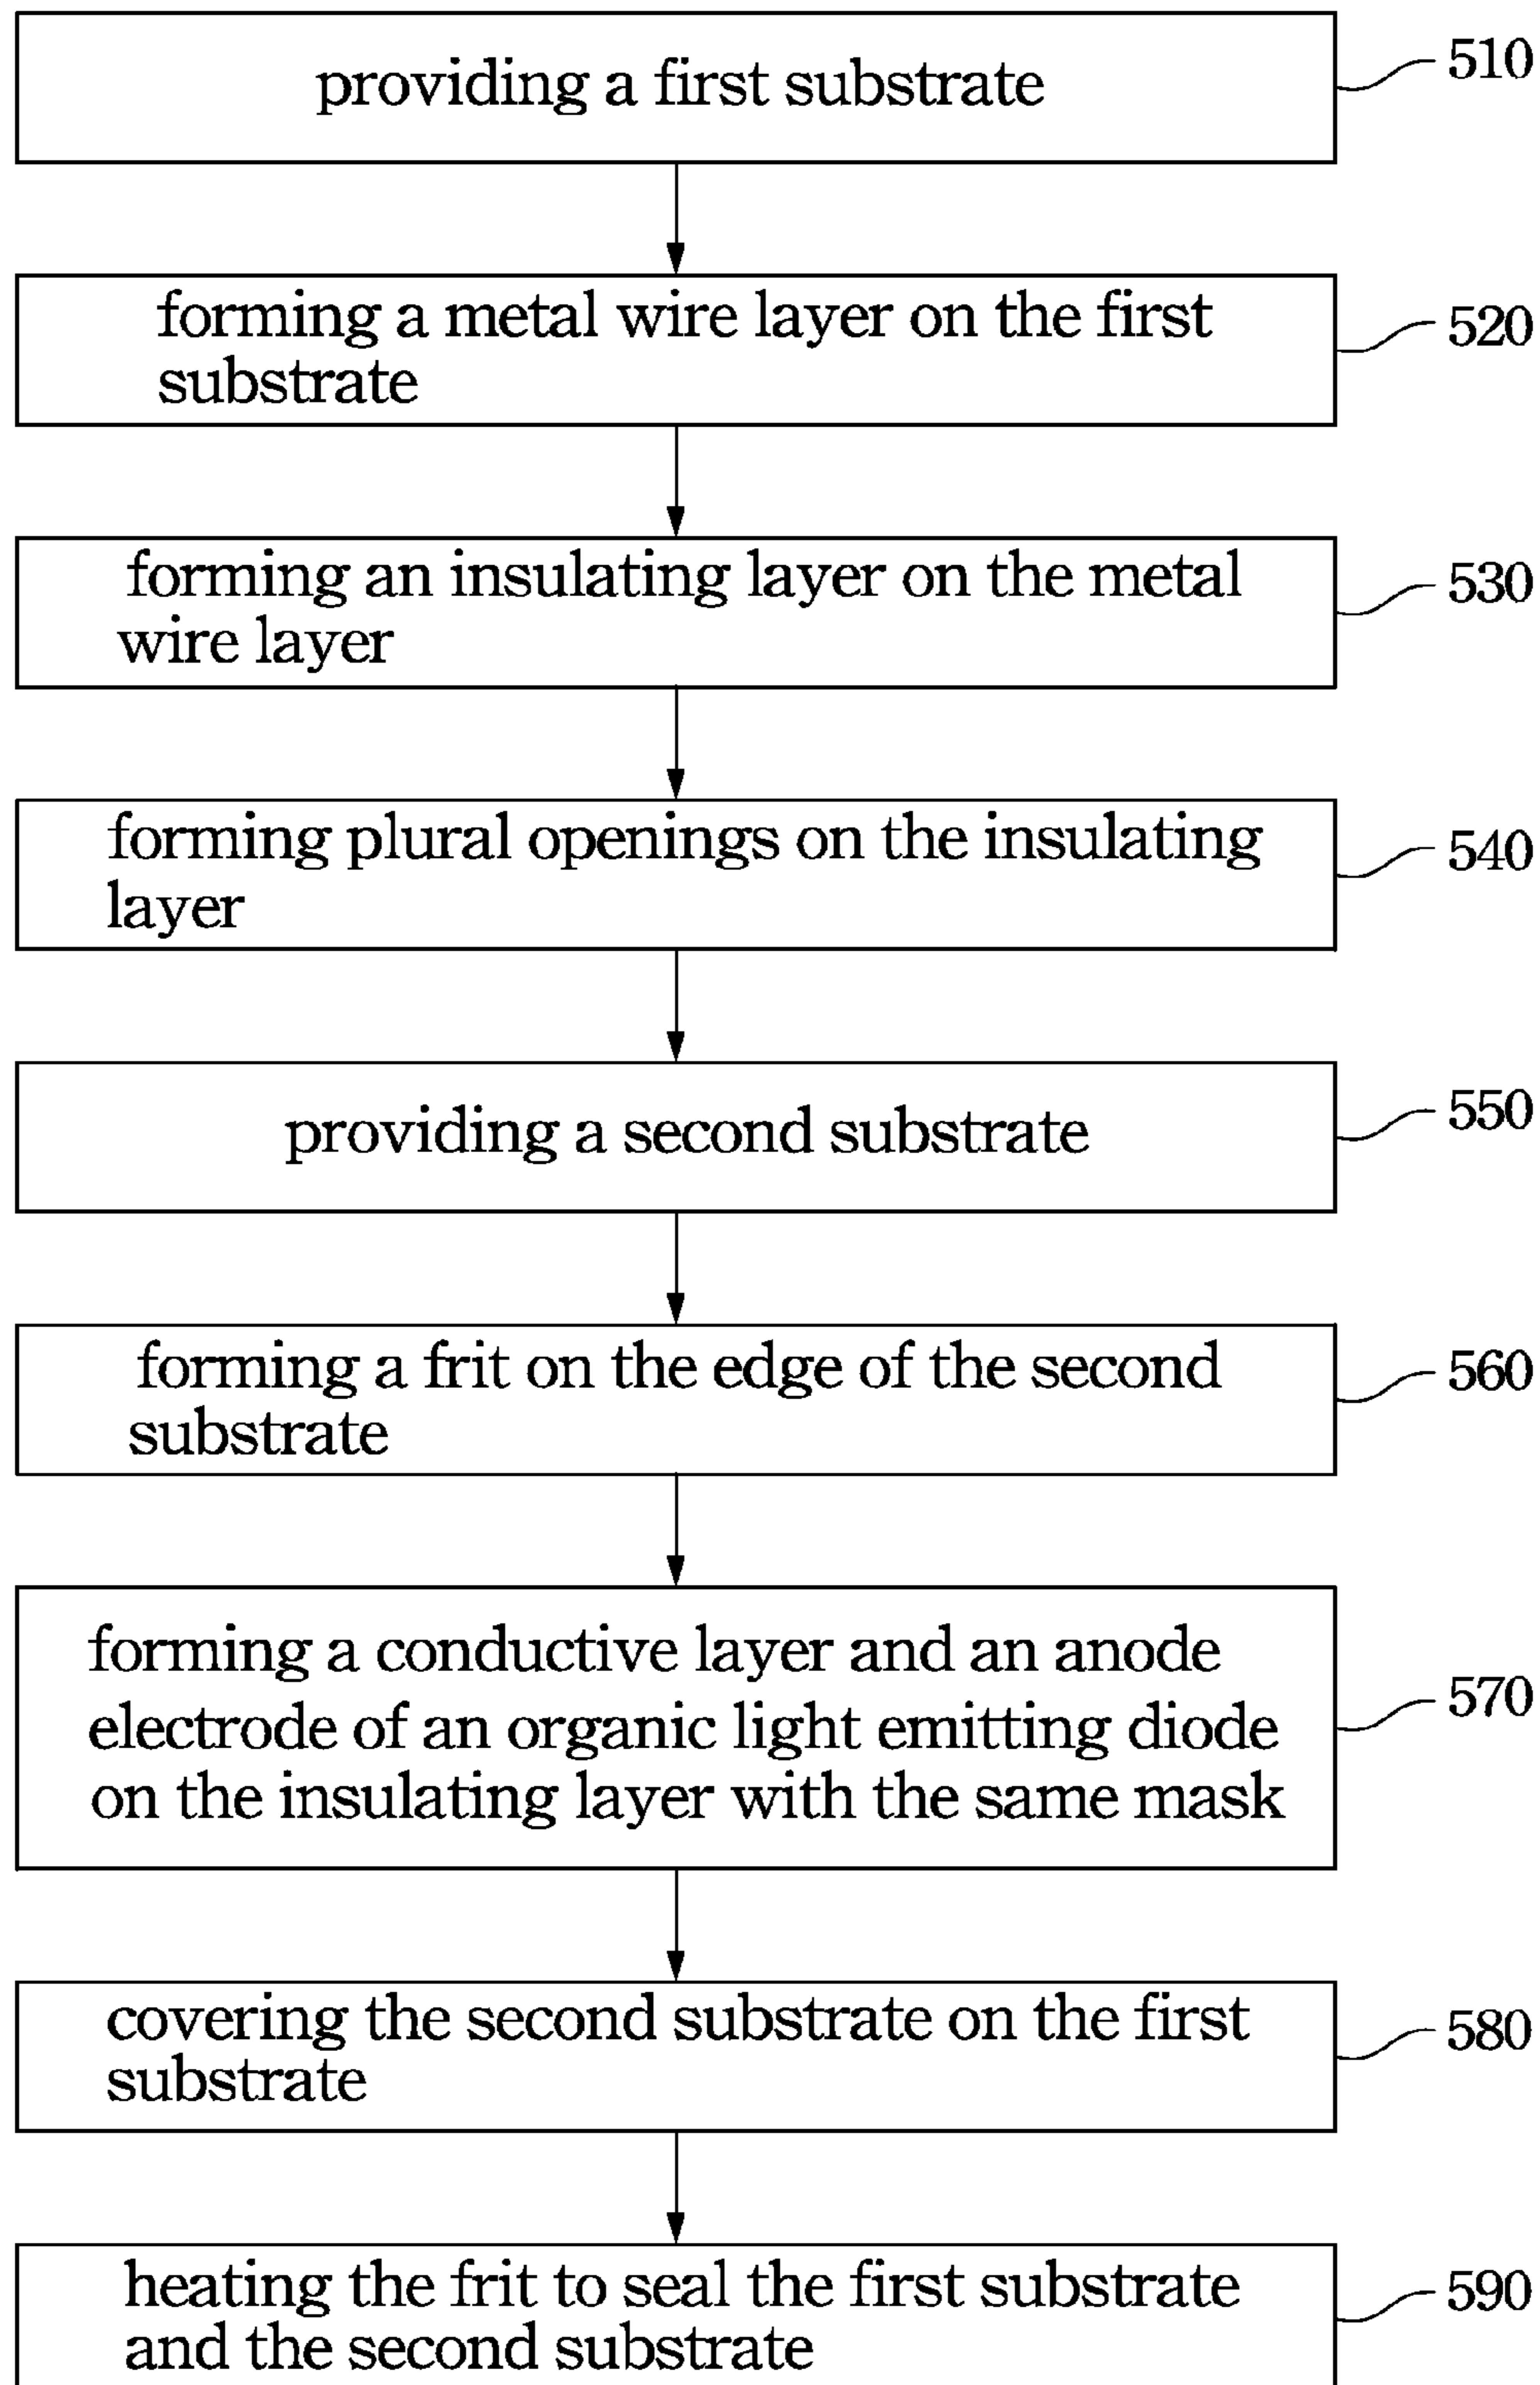 providing a first substrate
510
forming a metal wire layer on the first
substrate
520
forming an insulating layer on the metal
wire layer
530
forming plural openings on the insulating
layer
540
providing a second substrate
550
forming a frit on the edge of the second
substrate
560
forming a conductive layer and an anode
electrode of an organic light emitting diode
on the insulating layer with the same mask
570
covering the second substrate on the first
substrate
580
heating the frit to seal the first substrate
and the second substrate
590